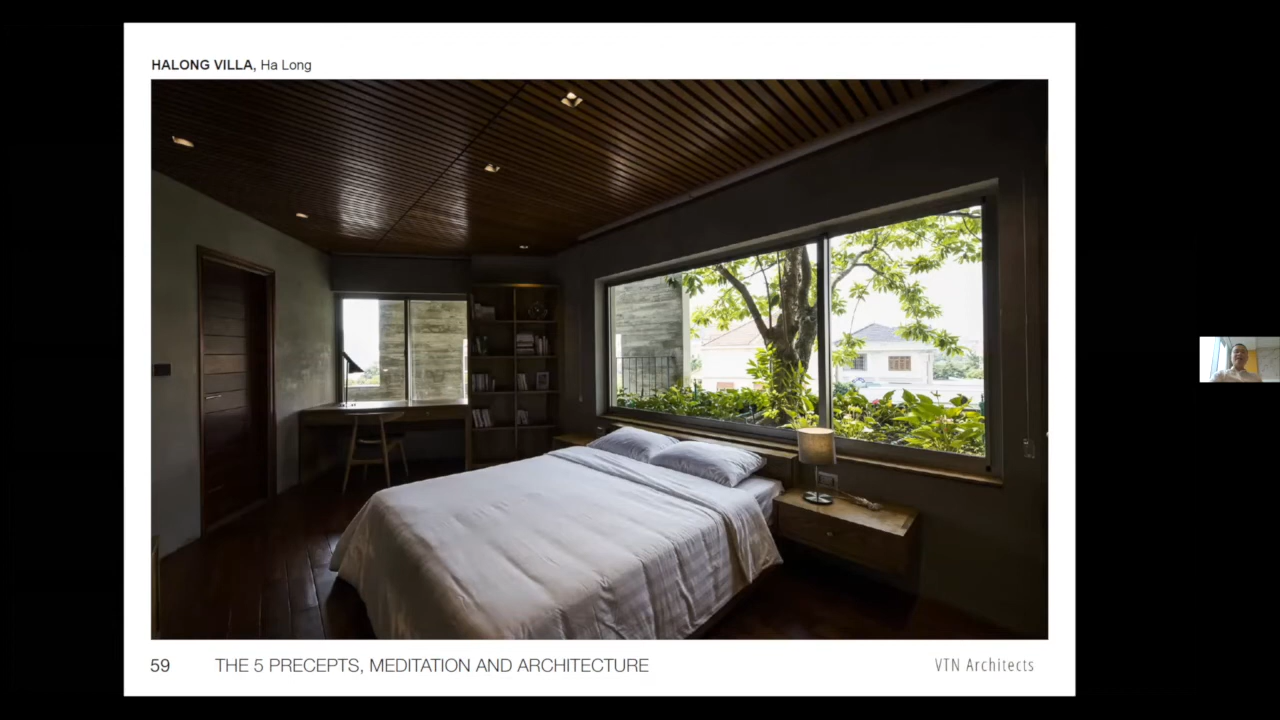 HALONG VILLA, Ha Long
59 THE 5 PRECEPTS, MEDITATION AND ARCHITECTURE VTN Architects